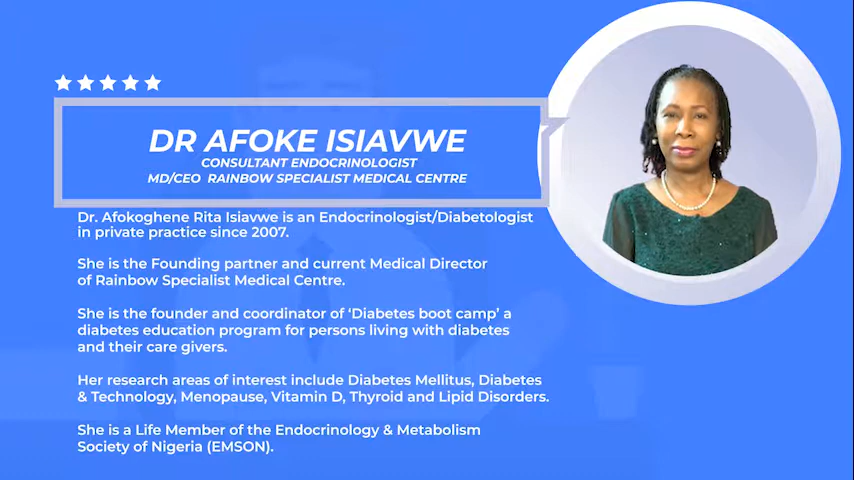 DR AFOKE ISIAVWE
CONSULTANT ENDOCRINOLOGIST
MD/CEO RAINBOW SPECIALIST MEDICAL CENTRE
Dr. Afokoghene Rita Isiavwe is an Endocrinologist/Diabetologist
in private practice since 2007.
She is the Founding partner and current Medical Director
of Rainbow Specialist Medical Centre.
She is the founder and coordinator of ‘Diabetes boot camp’ a
diabetes education program for persons living with diabetes
and their care givers.
Her research areas of interest include Diabetes Mellitus, Diabetes
& Technology, Menopause, Vitamin D, Thyroid and Lipid Disorders.
She is a Life Member of the Endocrinology & Metabolism
Society of Nigeria (EMSON).